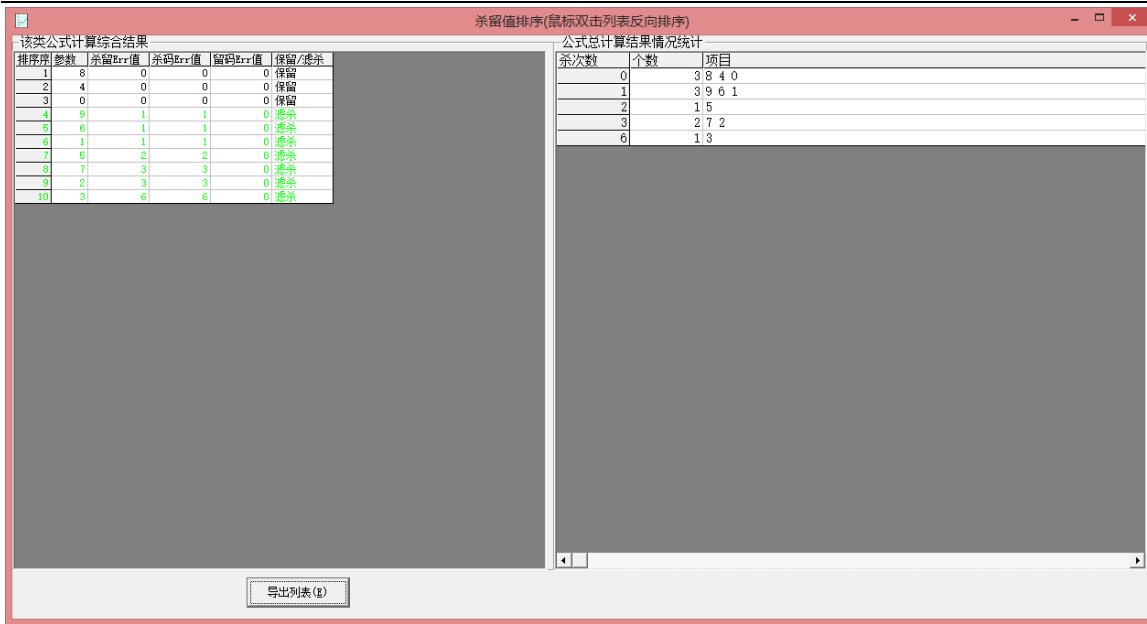 杀留值排序(鼠标双击列表反向排序)
该类公式计算综合结果
排序序 参数 杀留Err值 杀码Err值 留码Err值 保留/滤杀
1 8 0 0 0 保留
2 4 0 0 0 保留
3 0 0 0 0 保留
4 9 1 1 0 滤杀
5 6 1 1 0 滤杀
6 1 1 1 0 滤杀
7 5 2 2 0 滤杀
8 7 3 3 0 滤杀
9 2 3 3 0 滤杀
10 3 6 6 0 滤杀
公式总计算结果情况统计
杀次数 个数 项目
0 3 8 4 0
1 3 9 6 1
2 1 5
3 2 7 2
6 1 3
导出列表(E)